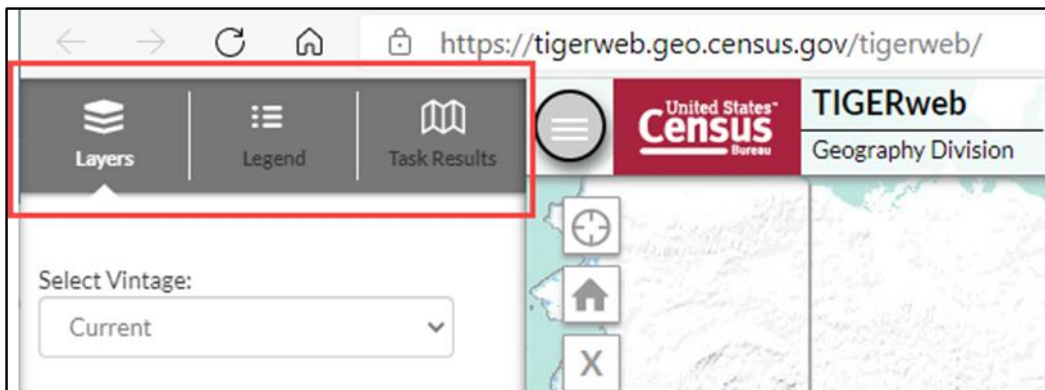 https://tigerweb.geo.census.gov/tigerweb/
Layers
Legend
Task Results
United States™
Census
Bureau
TIGERweb
Geography Division
Select Vintage:
Current
X